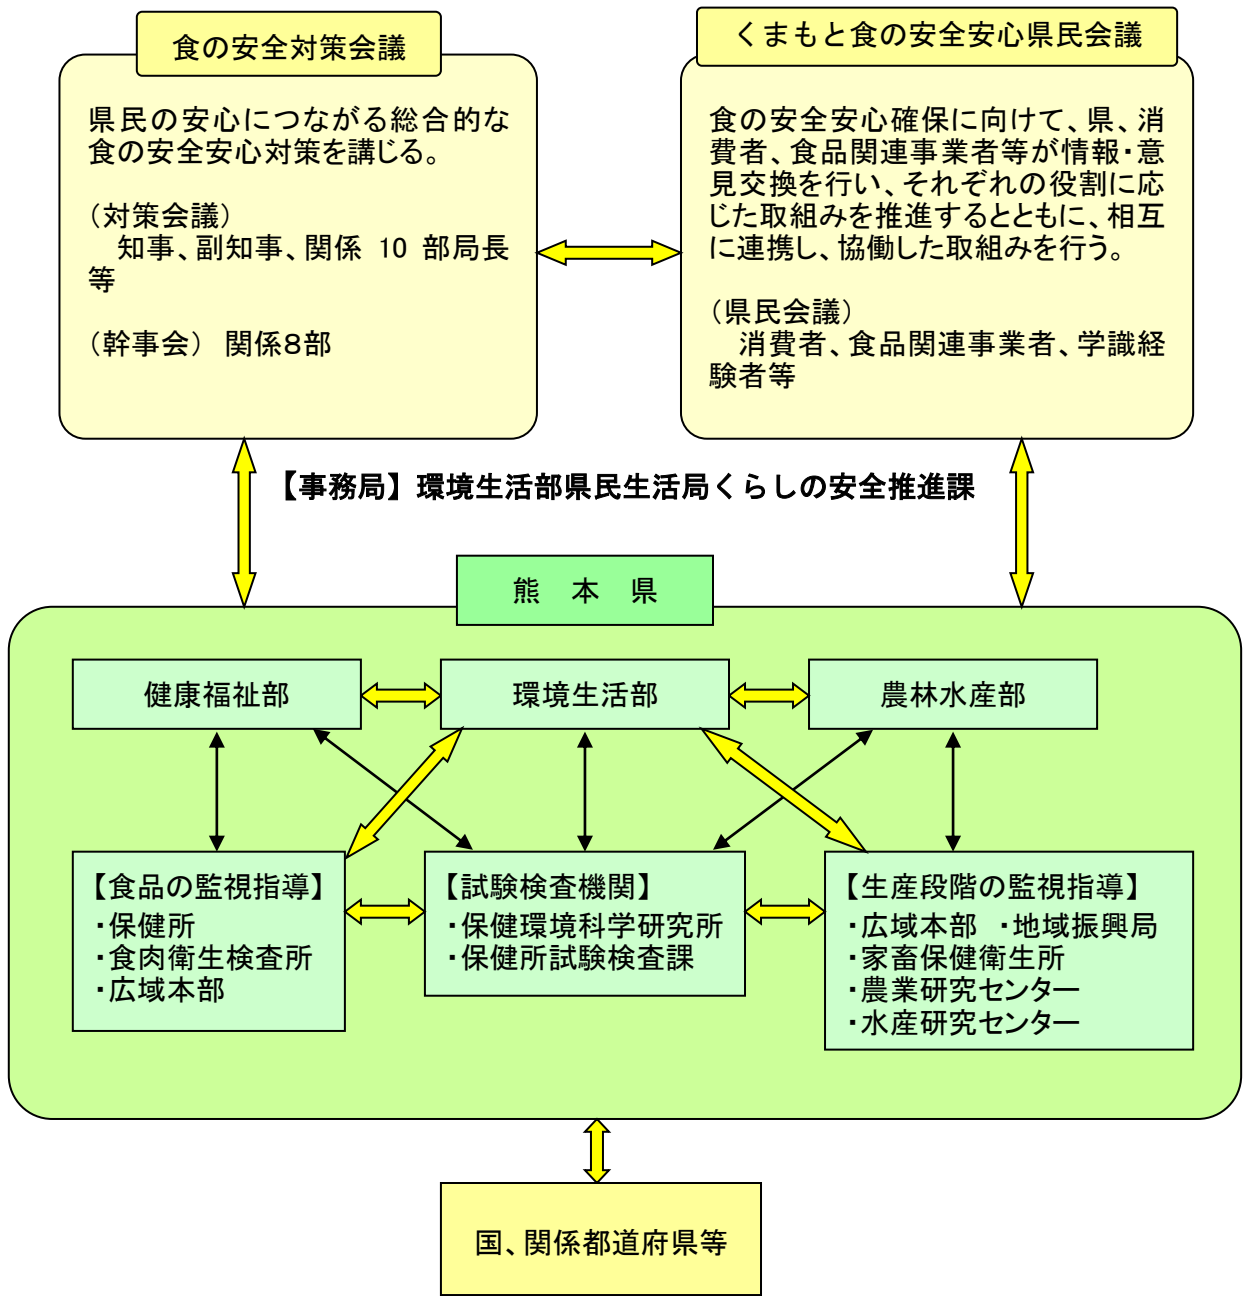 食の安全対策会議
県民の安心につながる総合的な
食の安全安心対策を講じる。
（対策会議）
知事、副知事、関係 10 部局長
等
（幹事会） 関係８部
くまもと食の安全安心県民会議
食の安全安心確保に向けて、県、消
費者、食品関連事業者等が情報・意
見交換を行い、それぞれの役割に応
じた取組みを推進するとともに、相互
に連携し、協働した取組みを行う。
（県民会議）
消費者、食品関連事業者、学識経
験者等
【事務局】環境生活部県民生活局くらしの安全推進課
熊 本 県
健康福祉部
環境生活部
農林水産部
【食品の監視指導】
・保健所
・食肉衛生検査所
・広域本部
【試験検査機関】
・保健環境科学研究所
・保健所試験検査課
【生産段階の監視指導】
・広域本部 ・地域振興局
・家畜保健衛生所
・農業研究センター
・水産研究センター
国、関係都道府県等